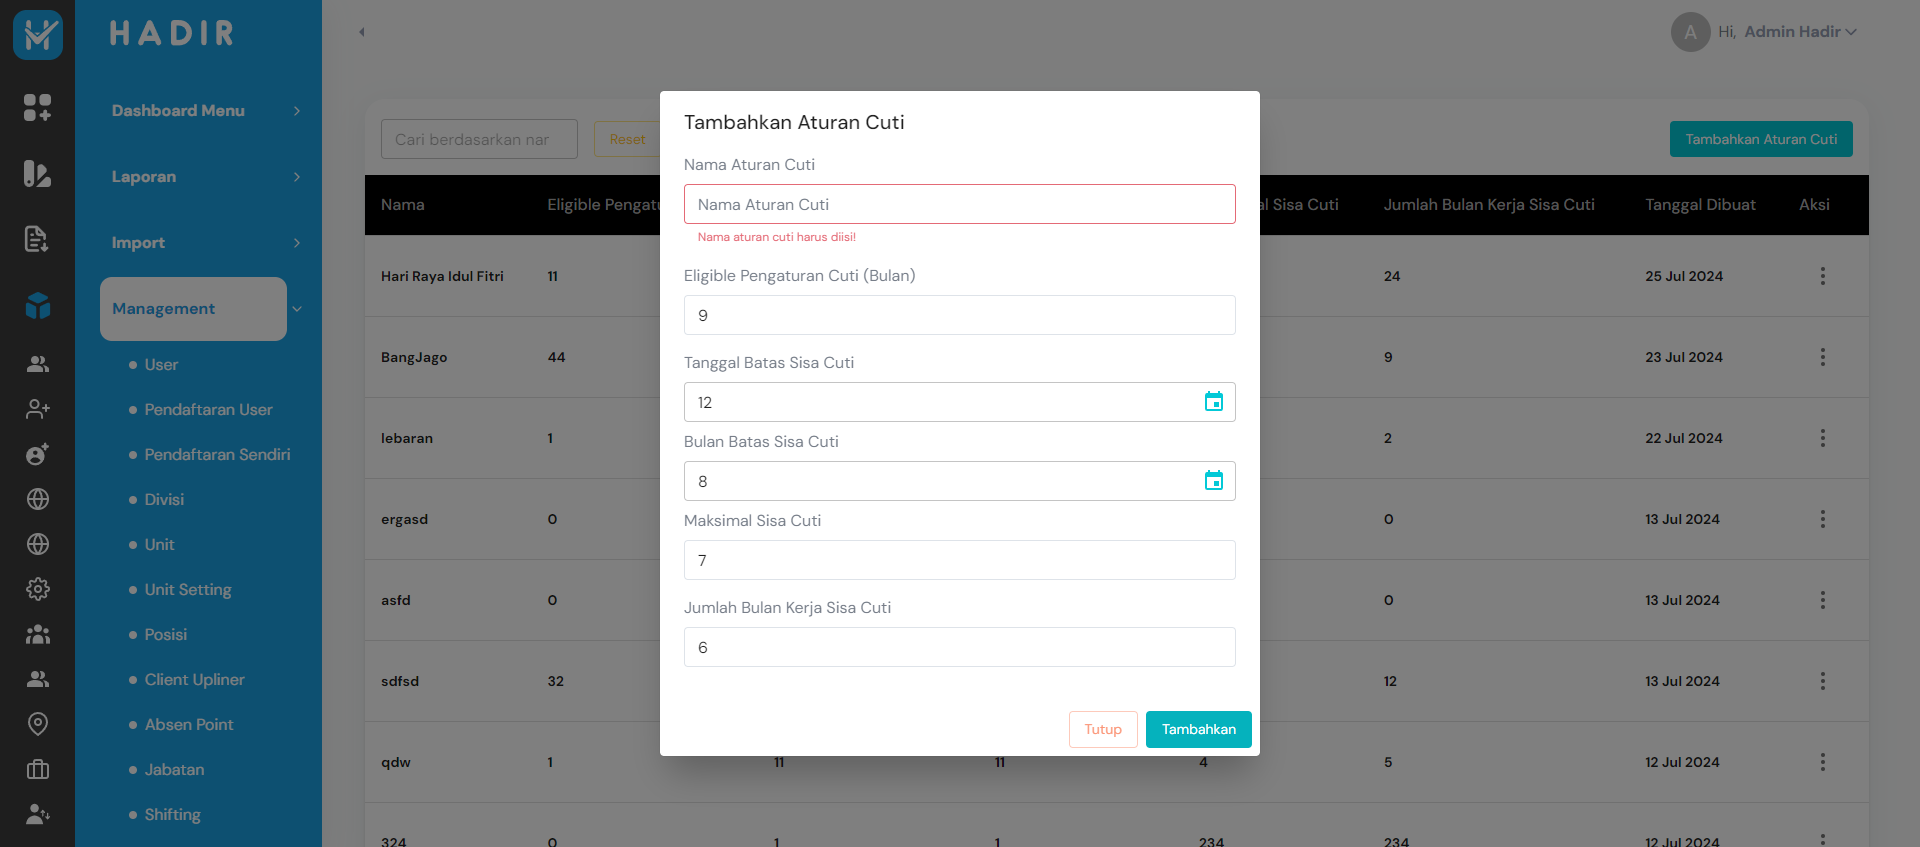 HADIR
Dashboard Menu
Laporan
Import
Management
User
Pendaftaran User
Pendaftaran Sendiri
Divisi
Unit
Unit Setting
Posisi
Client Upliner
Absen Point
Jabatan
Shifting
A Hi, Admin Hadir
Cari berdasarkan nar
Reset
Tambahkan Aturan Cuti
Nama Eligible Pengatu al Sisa Cuti Jumlah Bulan Kerja Sisa Cuti Tanggal Dibuat Aksi
Hari Raya Idul Fitri 11 24 25 Jul 2024
BangJago 44 9 23 Jul 2024
lebaran 1 2 22 Jul 2024
ergasd 0 0 13 Jul 2024
asfd 0 0 13 Jul 2024
sdfsd 32 12 13 Jul 2024
qdw 1 11 11 4 5 12 Jul 2024
324 0 1 1 234 234 12 Jul 2024
Tambahkan Aturan Cuti
Nama Aturan Cuti
Nama Aturan Cuti
Nama aturan cuti harus diisi!
Eligible Pengaturan Cuti (Bulan)
9
Tanggal Batas Sisa Cuti
12
Bulan Batas Sisa Cuti
8
Maksimal Sisa Cuti
7
Jumlah Bulan Kerja Sisa Cuti
6
Tutup
Tambahkan